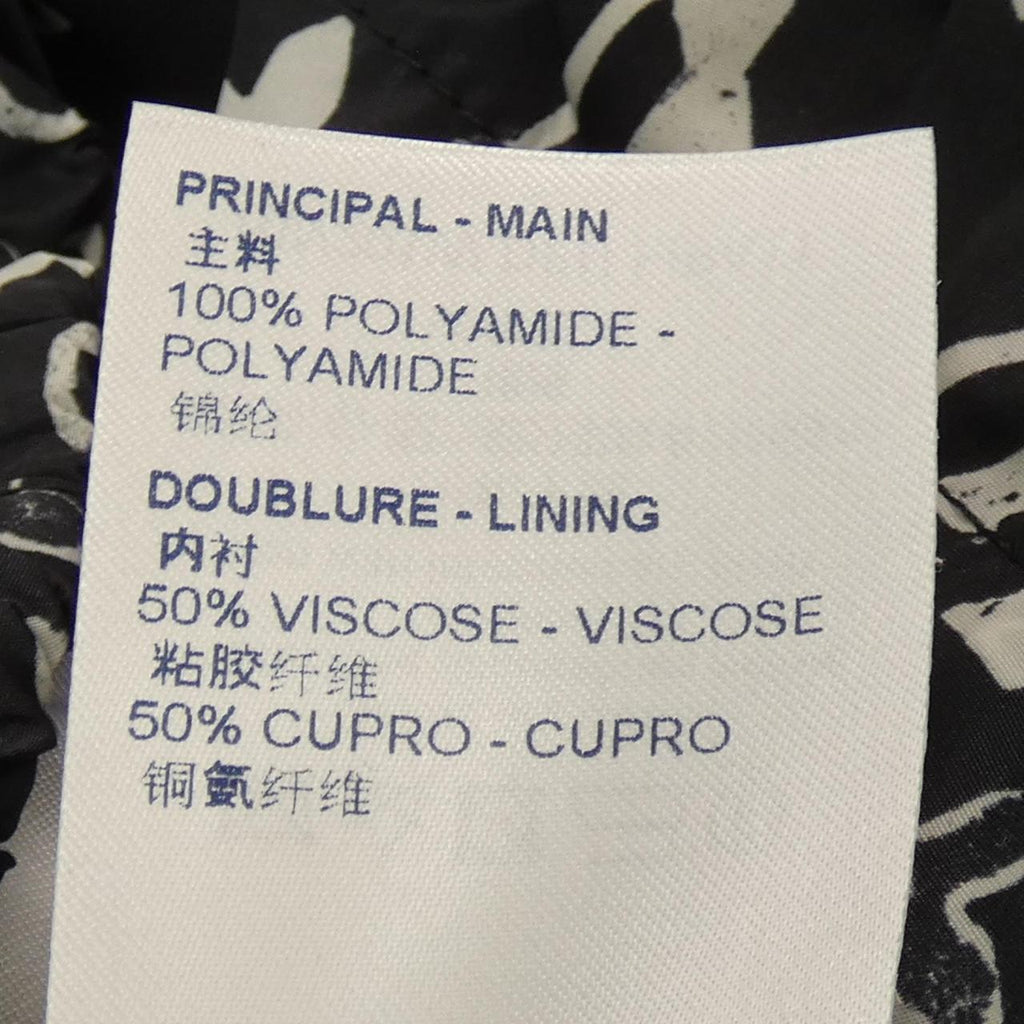 PRINCIPAL - MAIN
主料
100% POLYAMIDE -
POLYAMIDE
锦纶
DOUBLURE - LINING
内衬
50% VISCOSE - VISCOSE
粘胶纤维
50% CUPRO - CUPRO
铜氨纤维